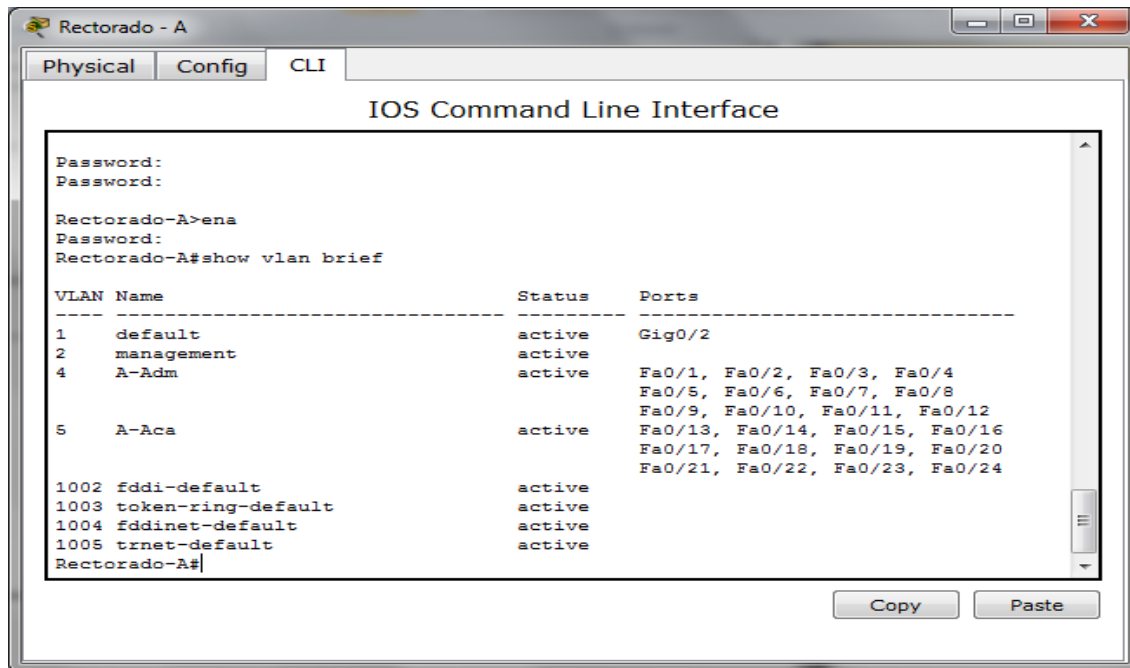 Rectorado - A
Physical Config CLI
IOS Command Line Interface
Password:
Password:
Rectorado-A>ena
Password:
Rectorado-A#show vlan brief
VLAN Name                             Status    Ports
---- -------------------------------- --------- -------------------------------
1    default                          active    Gig0/2
2    management                       active
4    A-Adm                            active    Fa0/1, Fa0/2, Fa0/3, Fa0/4
                                                Fa0/5, Fa0/6, Fa0/7, Fa0/8
                                                Fa0/9, Fa0/10, Fa0/11, Fa0/12
5    A-Aca                            active    Fa0/13, Fa0/14, Fa0/15, Fa0/16
                                                Fa0/17, Fa0/18, Fa0/19, Fa0/20
                                                Fa0/21, Fa0/22, Fa0/23, Fa0/24
1002 fddi-default                     active
1003 token-ring-default               active
1004 fddinet-default                  active
1005 trnet-default                    active
Rectorado-A#
Copy Paste